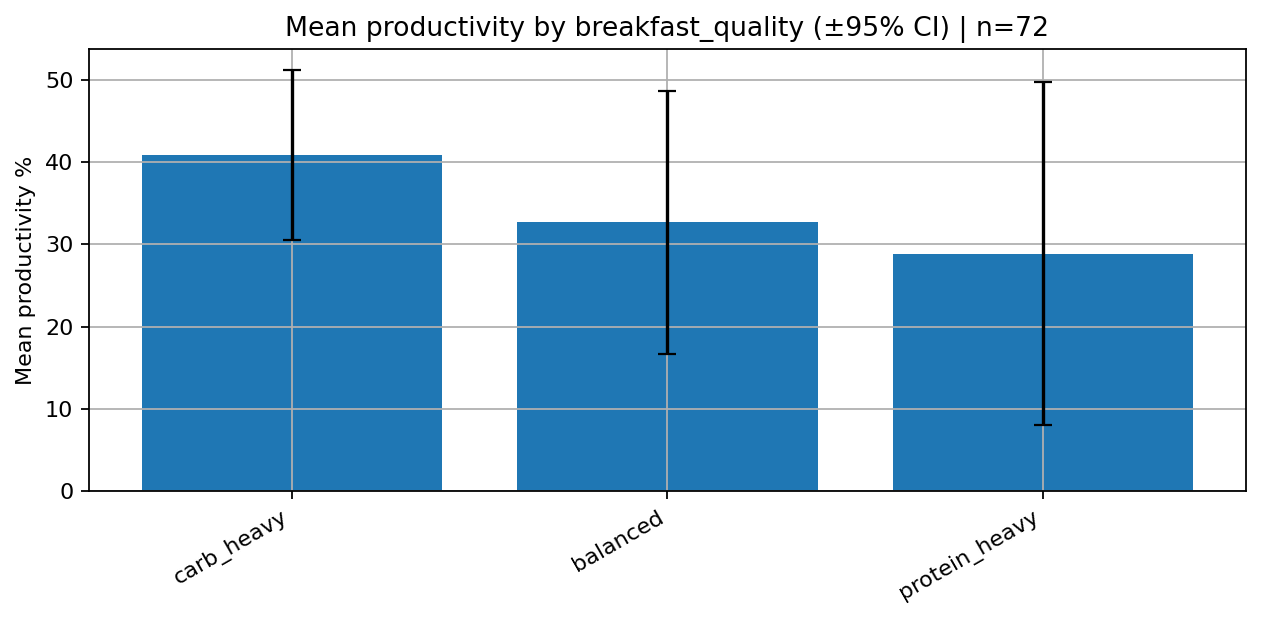 Mean productivity by breakfast_quality (±95% CI) | n=72
Mean productivity %
50
40
30
20
10
0
carb_heavy
balanced
protein_heavy